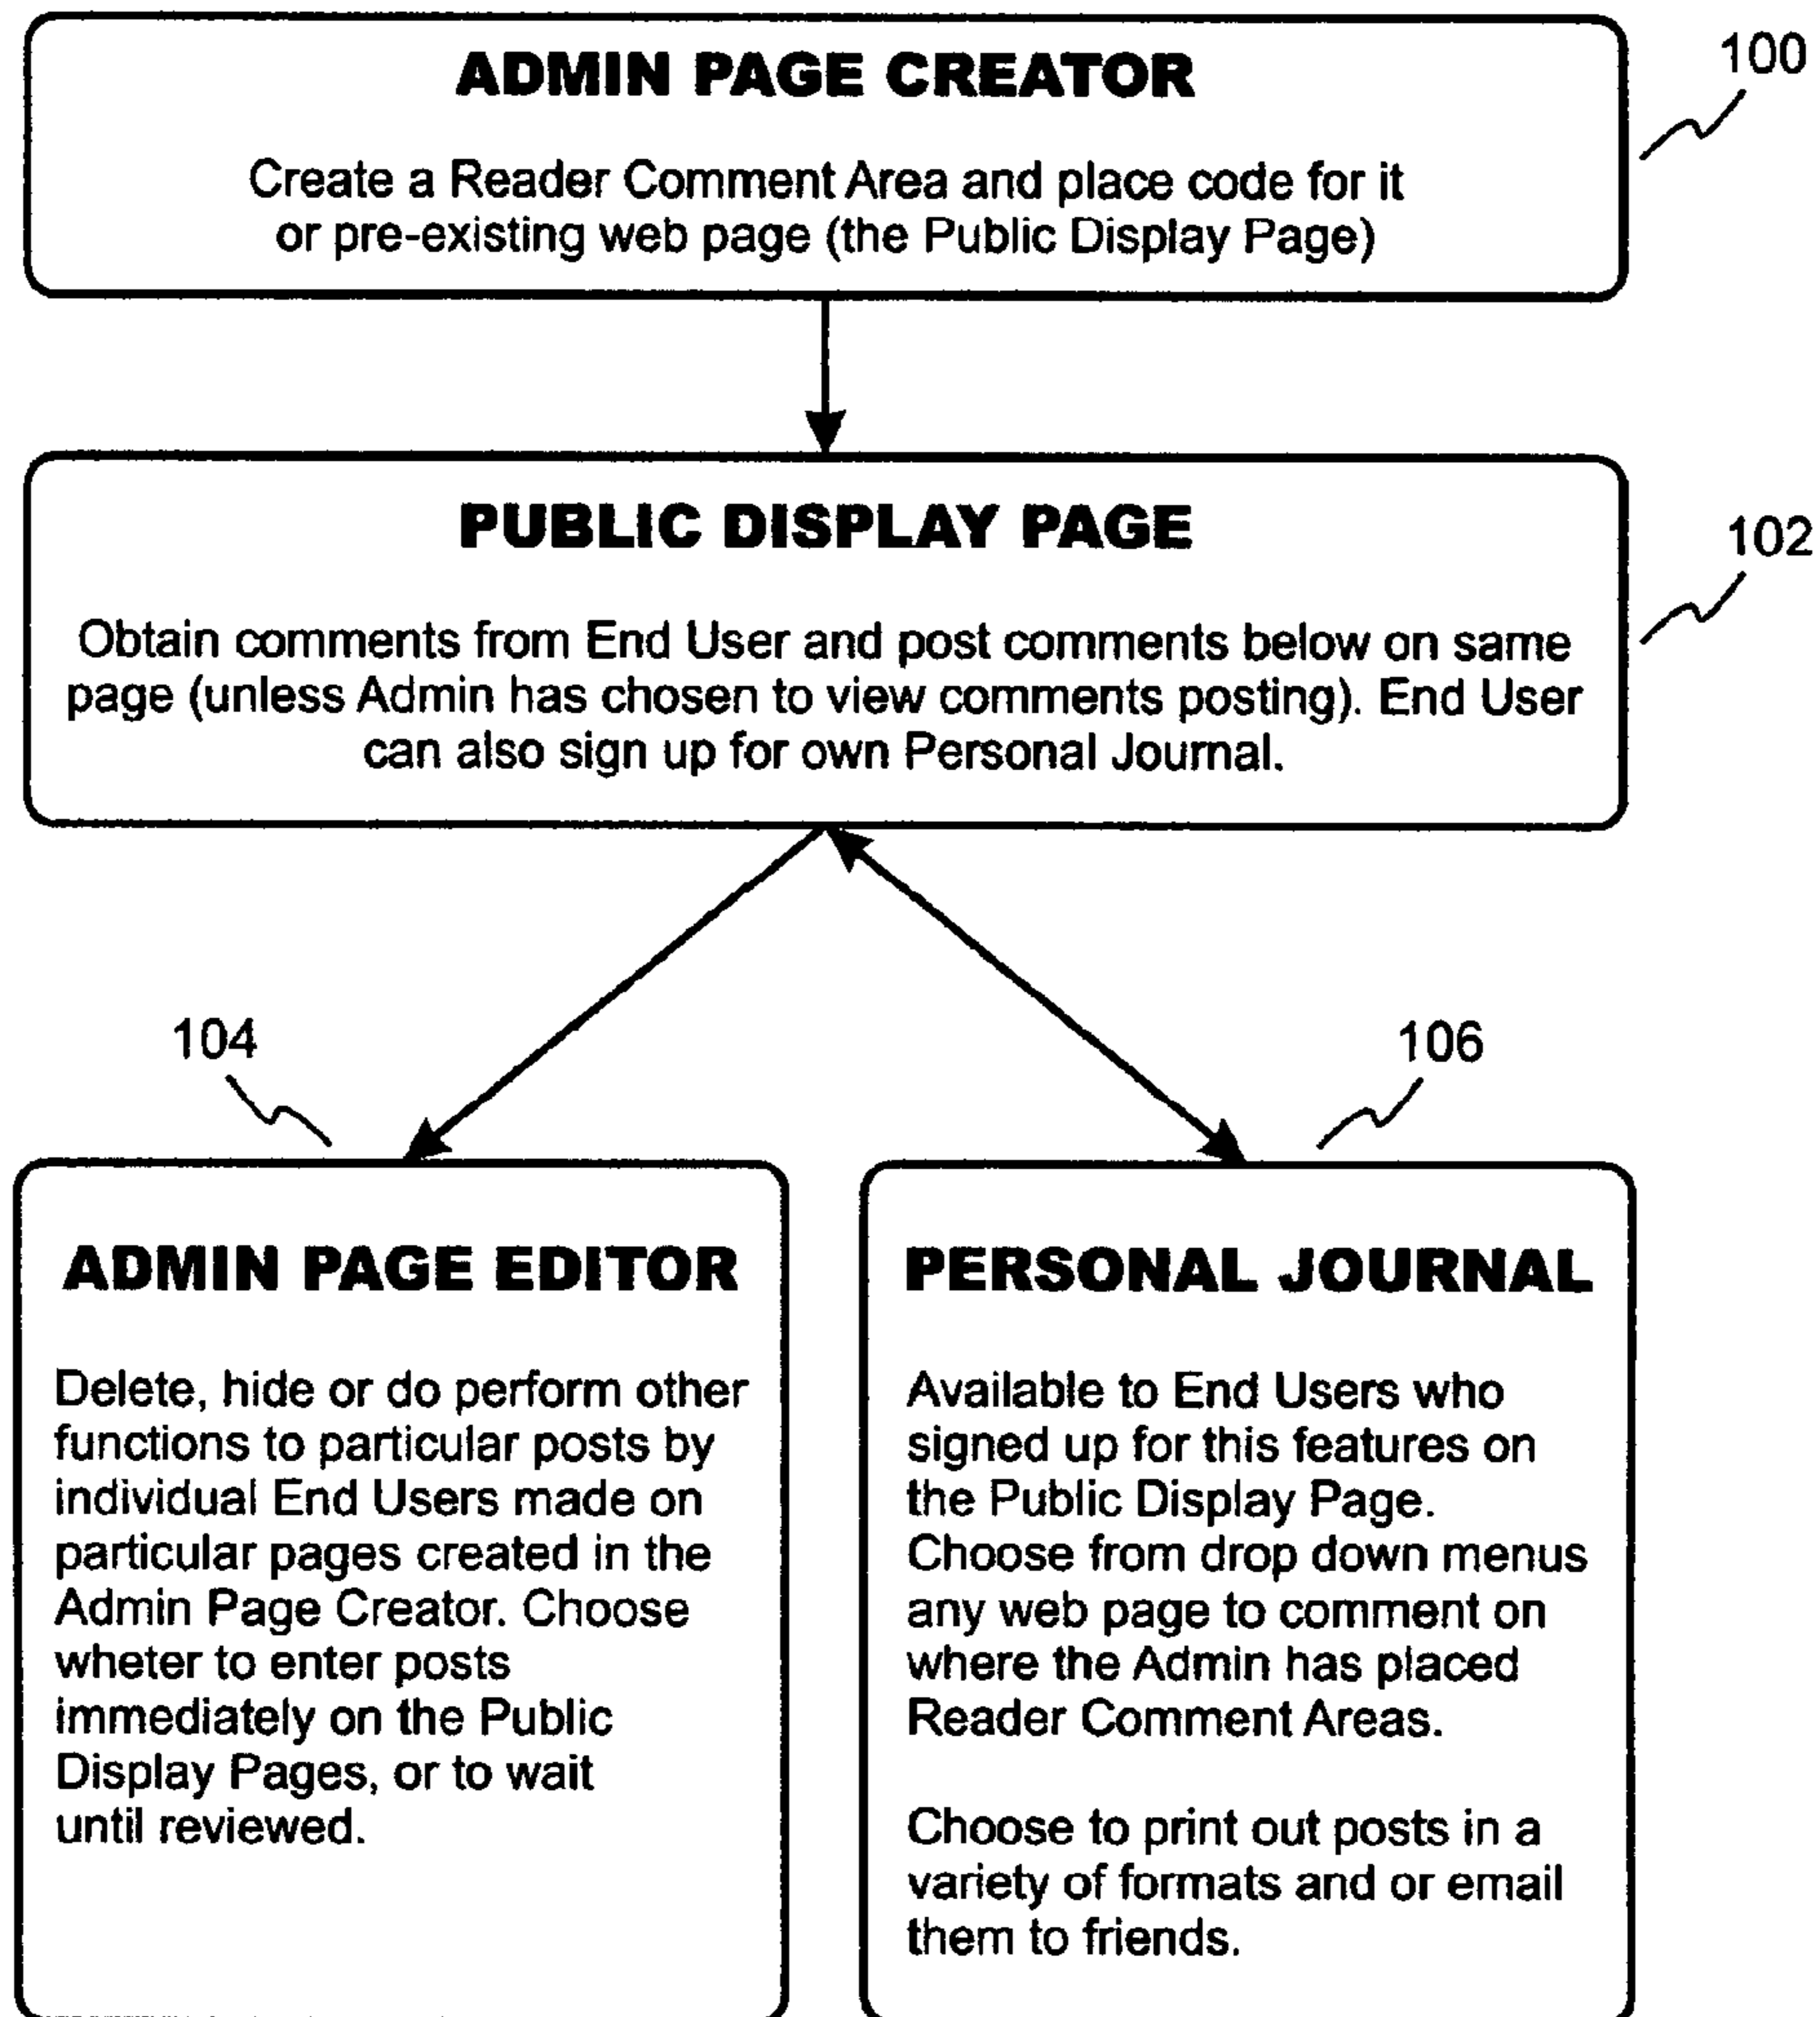 ADMIN PAGE CREATOR
100
Create a Reader Comment Area and place code for it
or pre-existing web page (the Public Display Page)
PUBLIC DISPLAY PAGE
102
Obtain comments from End User and post comments below on same
page (unless Admin has chosen to view comments posting). End User
can also sign up for own Personal Journal.
104
106
ADMIN PAGE EDITOR
Delete, hide or do perform other
functions to particular posts by
individual End Users made on
particular pages created in the
Admin Page Creator. Choose
wheter to enter posts
immediately on the Public
Display Pages, or to wait
until reviewed.
PERSONAL JOURNAL
Available to End Users who
signed up for this features on
the Public Display Page.
Choose from drop down menus
any web page to comment on
where the Admin has placed
Reader Comment Areas.
Choose to print out posts in a
variety of formats and or email
them to friends.